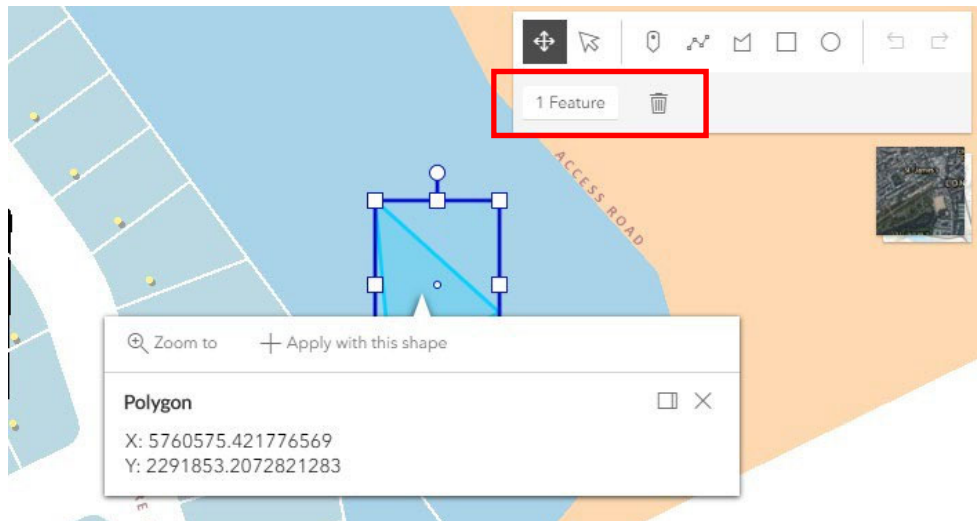 1 Feature
ACCESS ROAD
Zoom to
Apply with this shape
Polygon
X: 5760575.421776569
Y: 2291853.2072821283